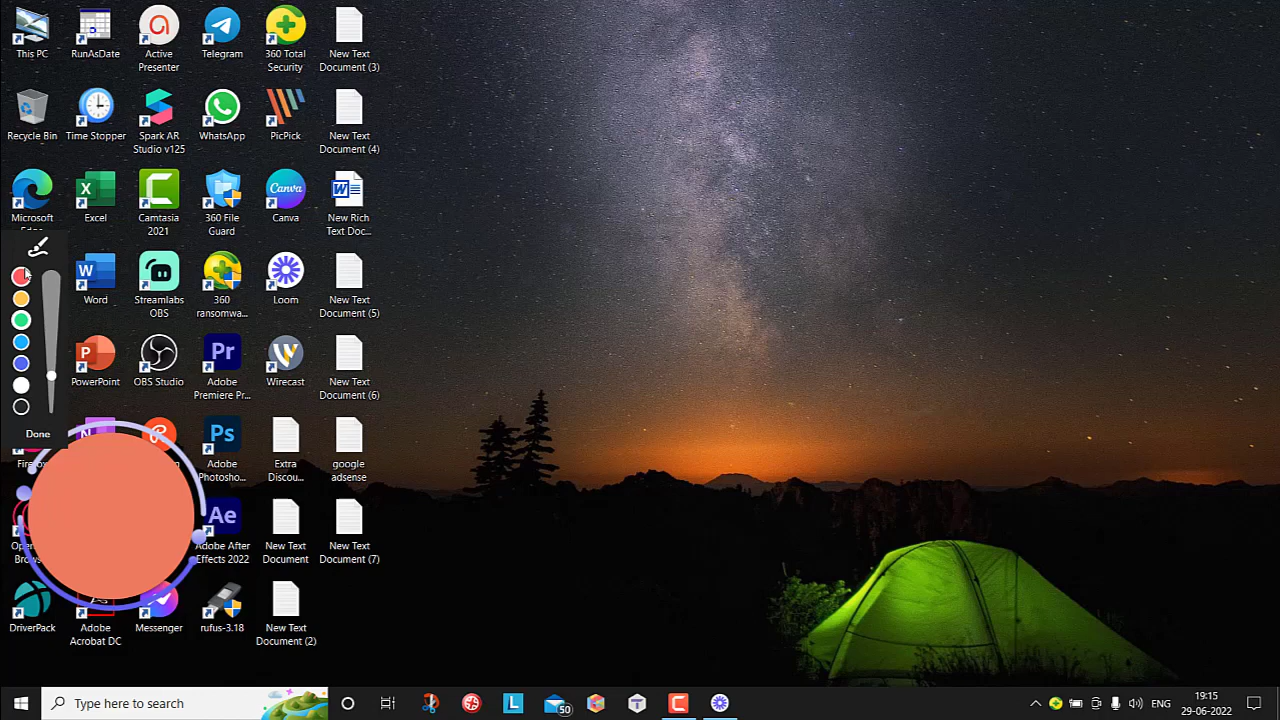 This PC
RunAsDate
Active
Presenter
Telegram
360 Total
Security
New Text
Document (3)
Recycle Bin
Time Stopper
Spark AR
Studio v125
WhatsApp
PicPick
New Text
Document (4)
Microsoft
Excel
Camtasia
2021
360 File
Guard
Canva
Canva
New Rich
Text Doc...
Word
Streamlabs
OBS
360
ransomwa...
Loom
New Text
Document (5)
PowerPoint
OBS Studio
Adobe
Premiere Pr...
Wirecast
New Text
Document (6)
Done
Adobe
Photosho...
Extra
Discou...
google
adsense
Adobe After
Effects 2022
New Text
Document
New Text
Document (7)
DriverPack
Adobe
Acrobat DC
Messenger
rufus-3.18
New Text
Document (2)
Type here to search
50
ENG
19:15
29-06-2022